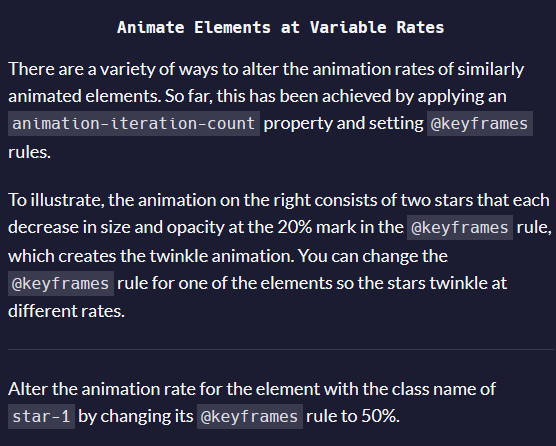 Animate Elements at Variable Rates
There are a variety of ways to alter the animation rates of similarly
animated elements. So far, this has been achieved by applying an
animation-iteration-count property and setting @keyframes
rules.
To illustrate, the animation on the right consists of two stars that each
decrease in size and opacity at the 20% mark in the @keyframes rule,
which creates the twinkle animation. You can change the
@keyframes rule for one of the elements so the stars twinkle at
different rates.
Alter the animation rate for the element with the class name of
star-1 by changing its @keyframes rule to 50%.